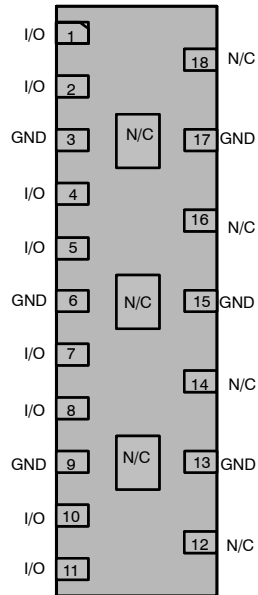 I/O 1
18 N/C
I/O 2
GND 3 N/C 17 GND
I/O 4
16 N/C
I/O 5
GND 6 N/C 15 GND
I/O 7
14 N/C
I/O 8
GND 9 N/C 13 GND
I/O 10
12 N/C
I/O 11